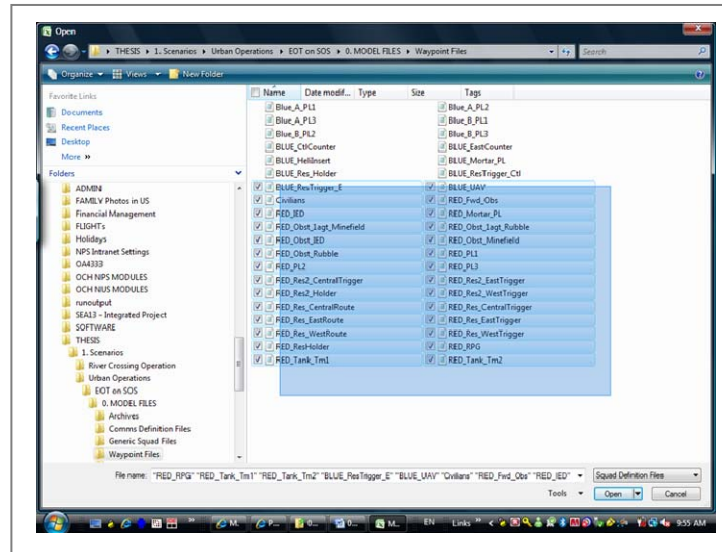 Open
THESIS ▸ 1. Scenarios ▸ Urban Operations ▸ EOT on SOS ▸ 0. MODEL FILES ▸ Waypoint Files
Search
Organize Views New Folder
Favorite Links
Documents
Recent Places
Desktop
More »
Folders
ADMIN
FAMILY Photos in US
Financial Management
FLIGHTs
Holidays
NPS Intranet Settings
OA4333
OCH NPS MODULES
OCH NUS MODULES
runoutput
SEA13 - Integrated Project
SOFTWARE
THESIS
1. Scenarios
River Crossing Operation
Urban Operations
EOT on SOS
0. MODEL FILES
Archives
Comms Definition Files
Generic Squad Files
Waypoint Files
Name Date modif... Type Size Tags
Blue_A_PL1 Blue_A_PL2
Blue_A_PL3 Blue_B_PL1
Blue_B_PL2 Blue_B_PL3
BLUE_CtlCounter BLUE_EastCounter
BLUE_HeliInsert BLUE_Mortar_PL
BLUE_Res_Holder BLUE_ResTrigger_Ctl
BLUE_ResTrigger_E BLUE_UAV
Civilians RED_Fwd_Obs
RED_IED RED_Mortar_PL
RED_Obst_1agt_Minefield RED_Obst_1agt_Rubble
RED_Obst_IED RED_Obst_Minefield
RED_Obst_Rubble RED_PL1
RED_PL2 RED_PL3
RED_Res2_CentralTrigger RED_Res2_EastTrigger
RED_Res2_Holder RED_Res2_WestTrigger
RED_Res_CentralRoute RED_Res_CentralTrigger
RED_Res_EastRoute RED_Res_EastTrigger
RED_Res_WestRoute RED_Res_WestTrigger
RED_ResHolder RED_RPG
RED_Tank_Tm1 RED_Tank_Tm2
File name: "RED_RPG" "RED_Tank_Tm1" "RED_Tank_Tm2" "BLUE_ResTrigger_E" "BLUE_UAV" "Civilians" "RED_Fwd_Obs" "RED_IED" Squad Definition Files
Tools Open Cancel
M. P... 0... 0... M.. EN Links » 9:55 AM